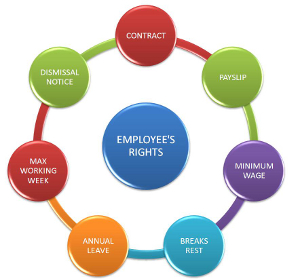 CONTRACT
PAYSLIP
MINIMUM
WAGE
BREAKS
REST
ANNUAL
LEAVE
MAX
WORKING
WEEK
DISMISSAL
NOTICE
EMPLOYEE'S
RIGHTS